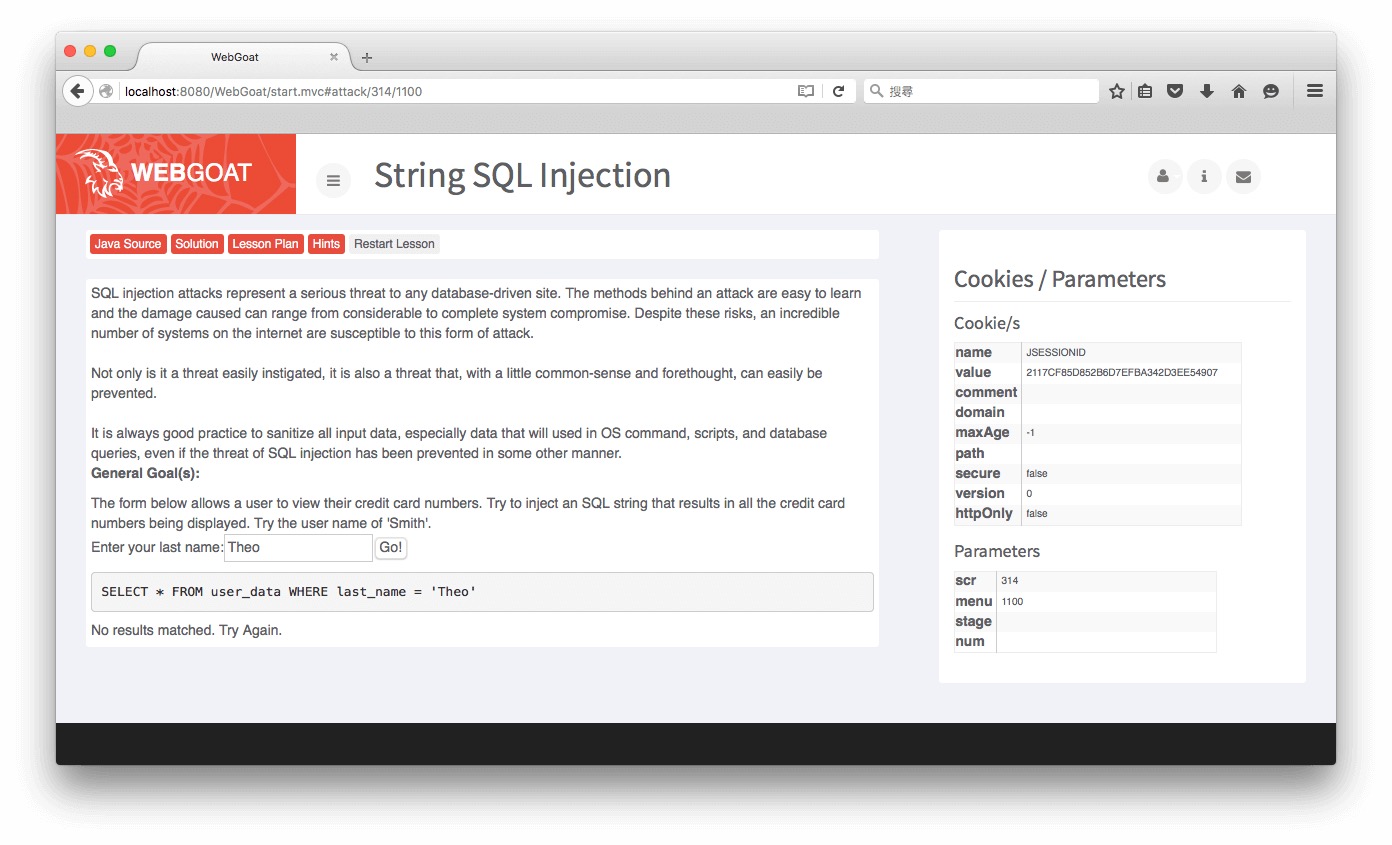 WebGoat
localhost:8080/WebGoat/start.mvc#attack/314/1100
搜尋
WEBGOAT
String SQL Injection
Java Source Solution Lesson Plan Hints Restart Lesson
SQL injection attacks represent a serious threat to any database-driven site. The methods behind an attack are easy to learn
and the damage caused can range from considerable to complete system compromise. Despite these risks, an incredible
number of systems on the internet are susceptible to this form of attack.
Not only is it a threat easily instigated, it is also a threat that, with a little common-sense and forethought, can easily be
prevented.
It is always good practice to sanitize all input data, especially data that will used in OS command, scripts, and database
queries, even if the threat of SQL injection has been prevented in some other manner.
General Goal(s):
The form below allows a user to view their credit card numbers. Try to inject an SQL string that results in all the credit card
numbers being displayed. Try the user name of 'Smith'.
Enter your last name: Theo Go!
SELECT * FROM user_data WHERE last_name = 'Theo'
No results matched. Try Again.
Cookies / Parameters
Cookie/s
name JSESSIONID
value 2117CF85D852B6D7EFBA342D3EE54907
comment
domain
maxAge -1
path
secure false
version 0
httpOnly false
Parameters
scr 314
menu 1100
stage
num